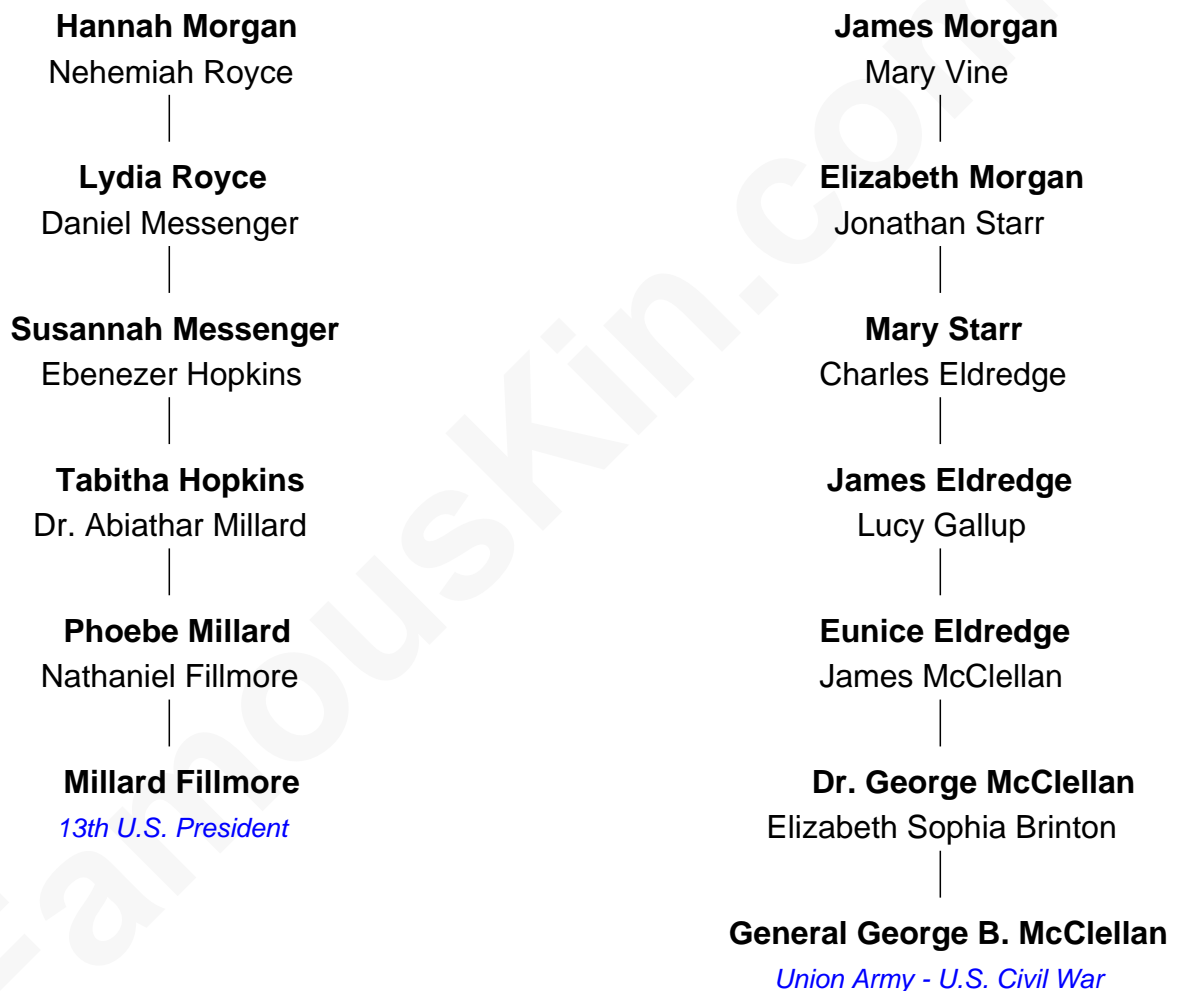 Hannah Morgan
Nehemiah Royce
Lydia Royce
Daniel Messenger
Susannah Messenger
Ebenezer Hopkins
Tabitha Hopkins
Dr. Abiathar Millard
Phoebe Millard
Nathaniel Fillmore
Millard Fillmore
13th U.S. President
James Morgan
Mary Vine
Elizabeth Morgan
Jonathan Starr
Mary Starr
Charles Eldredge
James Eldredge
Lucy Gallup
Eunice Eldredge
James McClellan
Dr. George McClellan
Elizabeth Sophia Brinton
General George B. McClellan
Union Army - U.S. Civil War
FamousKin.com